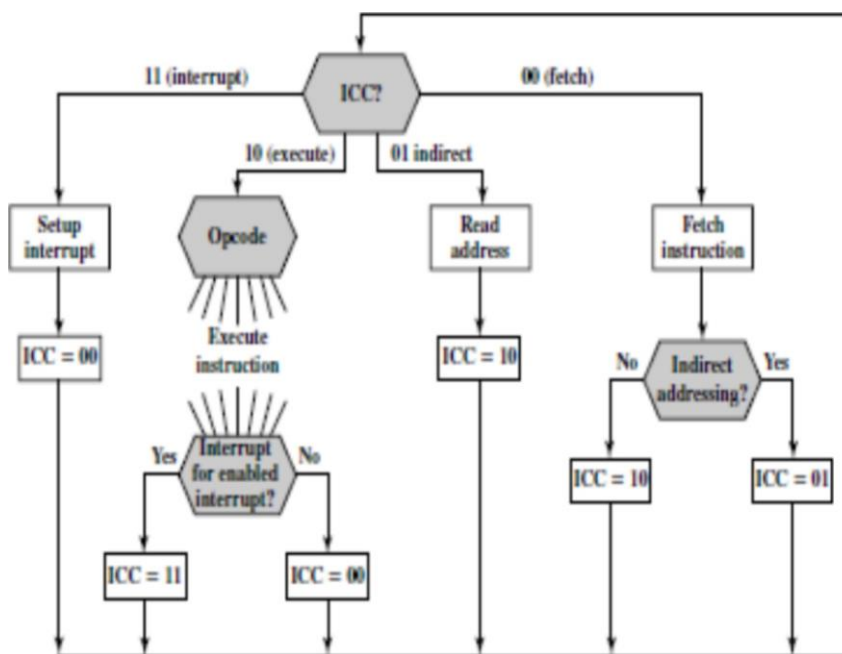 ICC?
11 (interrupt)
00 (fetch)
10 (execute)
01 indirect
Setup
interrupt
Opcode
Read
address
Fetch
instruction
ICC = 00
Execute
instruction
ICC = 10
No
Indirect
addressing?
Yes
Yes
Interrupt
for enabled
interrupt?
No
ICC = 10
ICC = 01
ICC = 11
ICC = 00